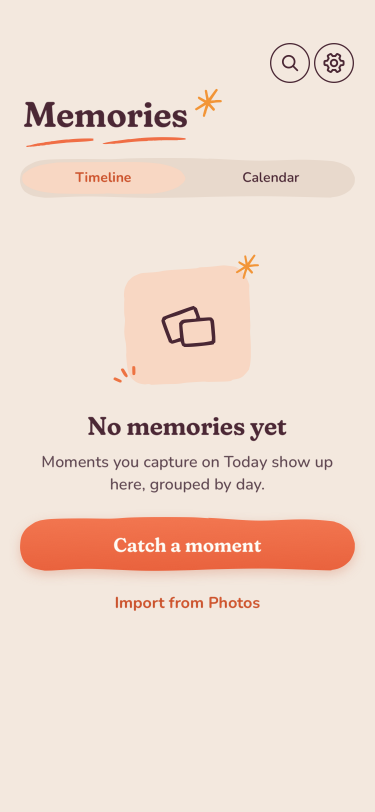 Memories
Timeline
Calendar
No memories yet
Moments you capture on Today show up
here, grouped by day.
Catch a moment
Import from Photos